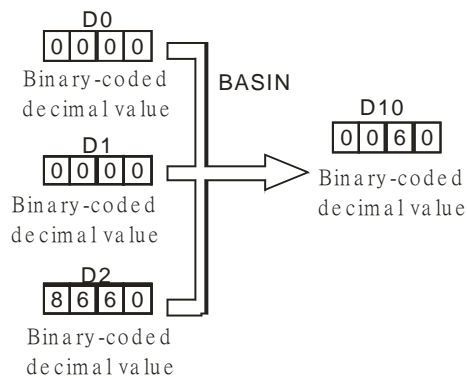 D0
0 0 0 0
Binary-coded
decimal value
BASIN
D1
0 0 0 0
Binary-coded
decimal value
D10
0 0 6 0
Binary-coded
decimal value
D2
8 6 6 0
Binary-coded
decimal value